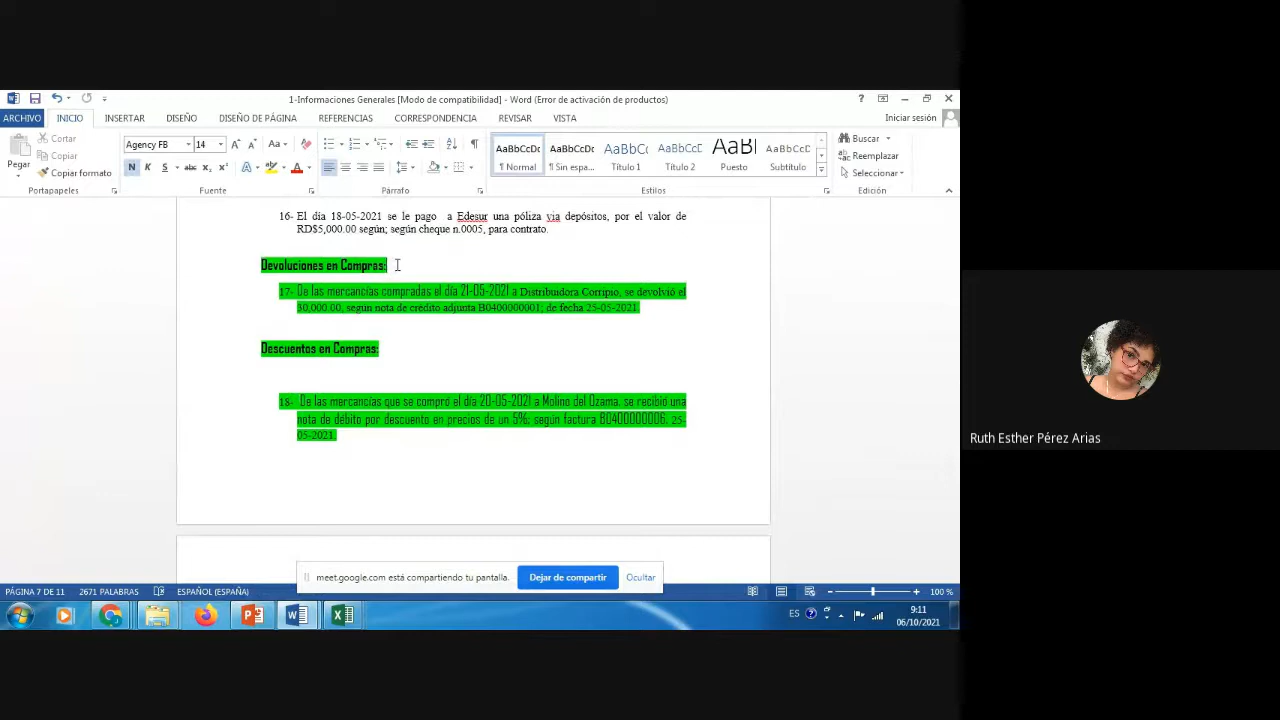 1-Informaciones Generales [Modo de compatibilidad] - Word (Error de activación de productos)
ARCHIVO INICIO INSERTAR DISEÑO DISEÑO DE PÁGINA REFERENCIAS CORRESPONDENCIA REVISAR VISTA Iniciar sesión
Pegar
Cortar
Copiar
Copiar formato
Portapapeles
Agency FB 14
Fuente
Párrafo
AaBbCcDc AaBbCcDc AaBbCc AaBbCc AaBl AaBbCcD
¶ Normal ¶ Sin espa... Título 1 Título 2 Puesto Subtítulo
Estilos
Buscar
Reemplazar
Seleccionar
Edición
16- El día 18-05-2021 se le pago a Edesur una póliza via depósitos, por el valor de
RD$5,000.00 según; según cheque n.0005, para contrato.
Devoluciones en Compras:
17- De las mercancías compradas el día 21-05-2021 a Distribuidora Corripio, se devolvió el
30,000.00, según nota de crédito adjunta B0400000001; de fecha 25-05-2021.
Descuentos en Compras:
18- De las mercancías que se compró el día 20-05-2021 a Molino del Ozama, se recibió una
nota de débito por descuento en precios de un 5%; según factura B0400000006. 25-
05-2021.
meet.google.com está compartiendo tu pantalla. Dejar de compartir Ocultar
PÁGINA 7 DE 11 2671 PALABRAS ESPAÑOL (ESPAÑA) 100 %
ES 9:11
06/10/2021
Ruth Esther Pérez Arias